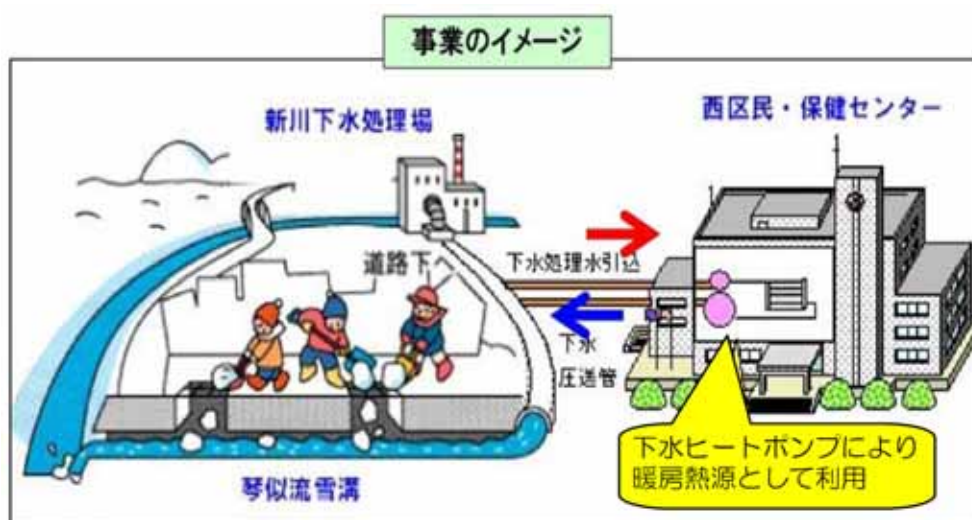 事業のイメージ
新川下水処理場
西区民・保健センター
道路下へ
下水処理水引込
下水
圧送管
下水ヒートポンプにより
暖房熱源として利用
琴似流雪溝